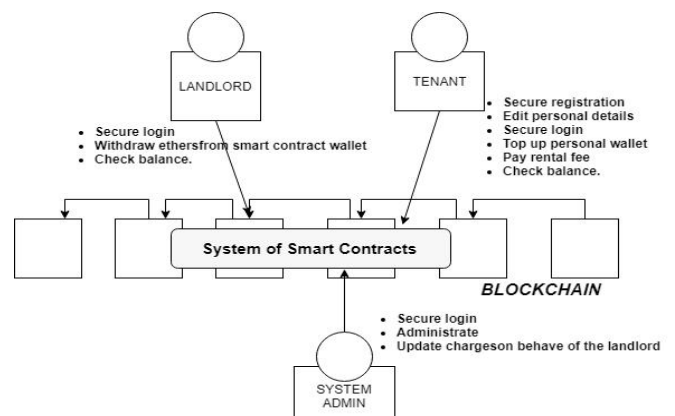 LANDLORD
TENANT
• Secure login
• Withdraw ethersfrom smart contract wallet
• Check balance.
• Secure registration
• Edit personal details
• Secure login
• Top up personal wallet
• Pay rental fee
• Check balance.
System of Smart Contracts
BLOCKCHAIN
• Secure login
• Administrate
• Update chargeson behave of the landlord
SYSTEM
ADMIN